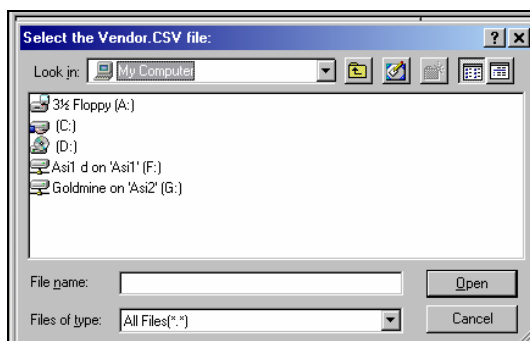 Select the Vendor.CSV file:
Look in: My Computer
3½ Floppy (A:)
(C:)
(D:)
Asi1 d on 'Asi1' (F:)
Goldmine on 'Asi2' (G:)
File name: Open
Files of type: All Files(*.*) Cancel